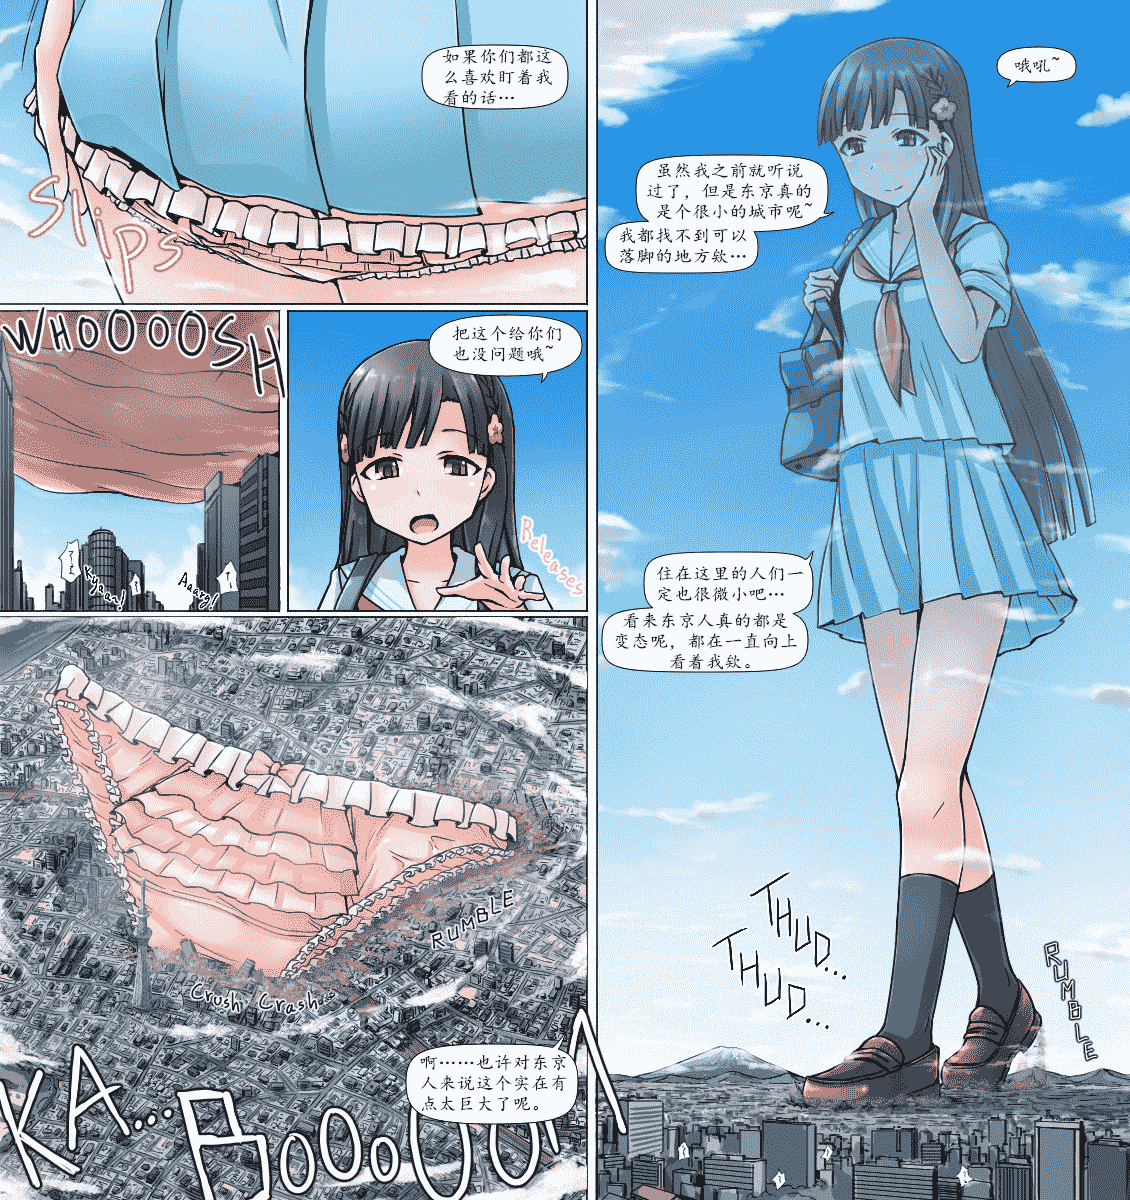 哦吼~
虽然我之前就听说
过了，但是东京真的
是个很小的城市呢~
我都找不到可以
落脚的地方欸…
住在这里的人们一
定也很微小吧…
看来东京人真的都是
变态呢，都在一直向上
看着我欸。
THUD...
THUD...
RUMBLE
如果你们都这
么喜欢盯着我
看的话…
Slips
WHOOOOOSH
Kyaaa!
Aaarg!
把这个给你们
也没问题哦~
Releases
RUMBLE
Crush Crash
啊……也许对东京
人来说这个实在有
点太巨大了呢。
KA...BOOOOOOM